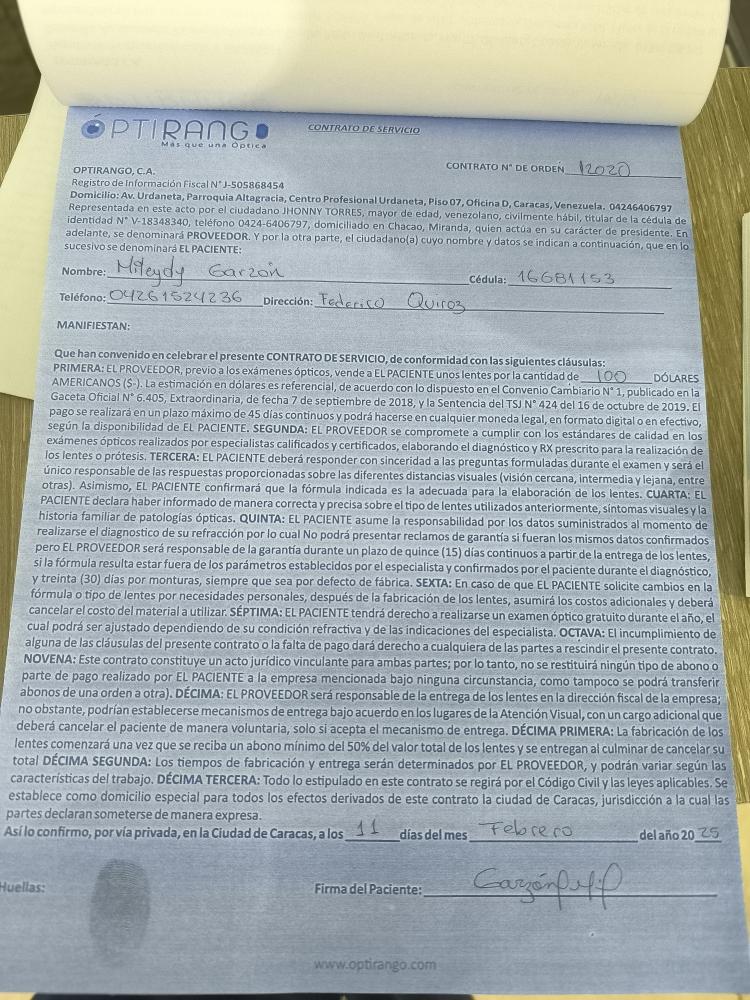 ÓPTIRANGO
Más que una Óptica
CONTRATO DE SERVICIO
CONTRATO N° DE ORDEN 12020
OPTIRANGO, C.A.
Registro de Información Fiscal N° J-505868454
Domicilio: Av. Urdaneta, Parroquia Altagracia, Centro Profesional Urdaneta, Piso 07, Oficina D, Caracas, Venezuela. 04246406797
Representada en este acto por el ciudadano JHONNY TORRES, mayor de edad, venezolano, civilmente hábil, titular de la cédula de
identidad N° V-18348340, teléfono 0424-6406797, domiciliado en Chacao, Miranda, quien actúa en su carácter de presidente. En
adelante, se denominará PROVEEDOR. Y por la otra parte, el ciudadano(a) cuyo nombre y datos se indican a continuación, que en lo
sucesivo se denominará EL PACIENTE:
Nombre: Mileydy Garzón Cédula: 16681153
Teléfono: 04261524236 Dirección: Federico Quiroz
MANIFIESTAN:
Que han convenido en celebrar el presente CONTRATO DE SERVICIO, de conformidad con las siguientes cláusulas:
PRIMERA: EL PROVEEDOR, previo a los exámenes ópticos, vende a EL PACIENTE unos lentes por la cantidad de 100 DÓLARES
AMERICANOS ($-). La estimación en dólares es referencial, de acuerdo con lo dispuesto en el Convenio Cambiario N° 1, publicado en la
Gaceta Oficial N° 6.405, Extraordinaria, de fecha 7 de septiembre de 2018, y la Sentencia del TSJ N° 424 del 16 de octubre de 2019. El
pago se realizará en un plazo máximo de 45 días continuos y podrá hacerse en cualquier moneda legal, en formato digital o en efectivo,
según la disponibilidad de EL PACIENTE. SEGUNDA: EL PROVEEDOR se compromete a cumplir con los estándares de calidad en los
exámenes ópticos realizados por especialistas calificados y certificados, elaborando el diagnóstico y RX prescrito para la realización de
los lentes o prótesis. TERCERA: EL PACIENTE deberá responder con sinceridad a las preguntas formuladas durante el examen y será el
único responsable de las respuestas proporcionadas sobre las diferentes distancias visuales (visión cercana, intermedia y lejana, entre
otras). Asimismo, EL PACIENTE confirmará que la fórmula indicada es la adecuada para la elaboración de los lentes. CUARTA: EL
PACIENTE declara haber informado de manera correcta y precisa sobre el tipo de lentes utilizados anteriormente, síntomas visuales y la
historia familiar de patologías ópticas. QUINTA: EL PACIENTE asume la responsabilidad por los datos suministrados al momento de
realizarse el diagnostico de su refracción por lo cual No podrá presentar reclamos de garantía si fueran los mismos datos confirmados
pero EL PROVEEDOR será responsable de la garantía durante un plazo de quince (15) días continuos a partir de la entrega de los lentes,
si la fórmula resulta estar fuera de los parámetros establecidos por el especialista y confirmados por el paciente durante el diagnóstico,
y treinta (30) días por monturas, siempre que sea por defecto de fábrica. SEXTA: En caso de que EL PACIENTE solicite cambios en la
fórmula o tipo de lentes por necesidades personales, después de la fabricación de los lentes, asumirá los costos adicionales y deberá
cancelar el costo del material a utilizar. SÉPTIMA: EL PACIENTE tendrá derecho a realizarse un examen óptico gratuito durante el año, el
cual podrá ser ajustado dependiendo de su condición refractiva y de las indicaciones del especialista. OCTAVA: El incumplimiento de
alguna de las cláusulas del presente contrato o la falta de pago dará derecho a cualquiera de las partes a rescindir el presente contrato.
NOVENA: Este contrato constituye un acto jurídico vinculante para ambas partes; por lo tanto, no se restituirá ningún tipo de abono o
parte de pago realizado por EL PACIENTE a la empresa mencionada bajo ninguna circunstancia, como tampoco se podrá transferir
abonos de una orden a otra). DÉCIMA: EL PROVEEDOR será responsable de la entrega de los lentes en la dirección fiscal de la empresa;
no obstante, podrían establecerse mecanismos de entrega bajo acuerdo en los lugares de la Atención Visual, con un cargo adicional que
deberá cancelar el paciente de manera voluntaria, solo si acepta el mecanismo de entrega. DÉCIMA PRIMERA: La fabricación de los
lentes comenzará una vez que se reciba un abono mínimo del 50% del valor total de los lentes y se entregan al culminar de cancelar su
total DÉCIMA SEGUNDA: Los tiempos de fabricación y entrega serán determinados por EL PROVEEDOR, y podrán variar según las
características del trabajo. DÉCIMA TERCERA: Todo lo estipulado en este contrato se regirá por el Código Civil y las leyes aplicables. Se
establece como domicilio especial para todos los efectos derivados de este contrato la ciudad de Caracas, jurisdicción a la cual las
partes declaran someterse de manera expresa.
Así lo confirmo, por vía privada, en la Ciudad de Caracas, a los 11 días del mes Febrero del año 2025
Huellas: Firma del Paciente: Garzón
www.optirango.com